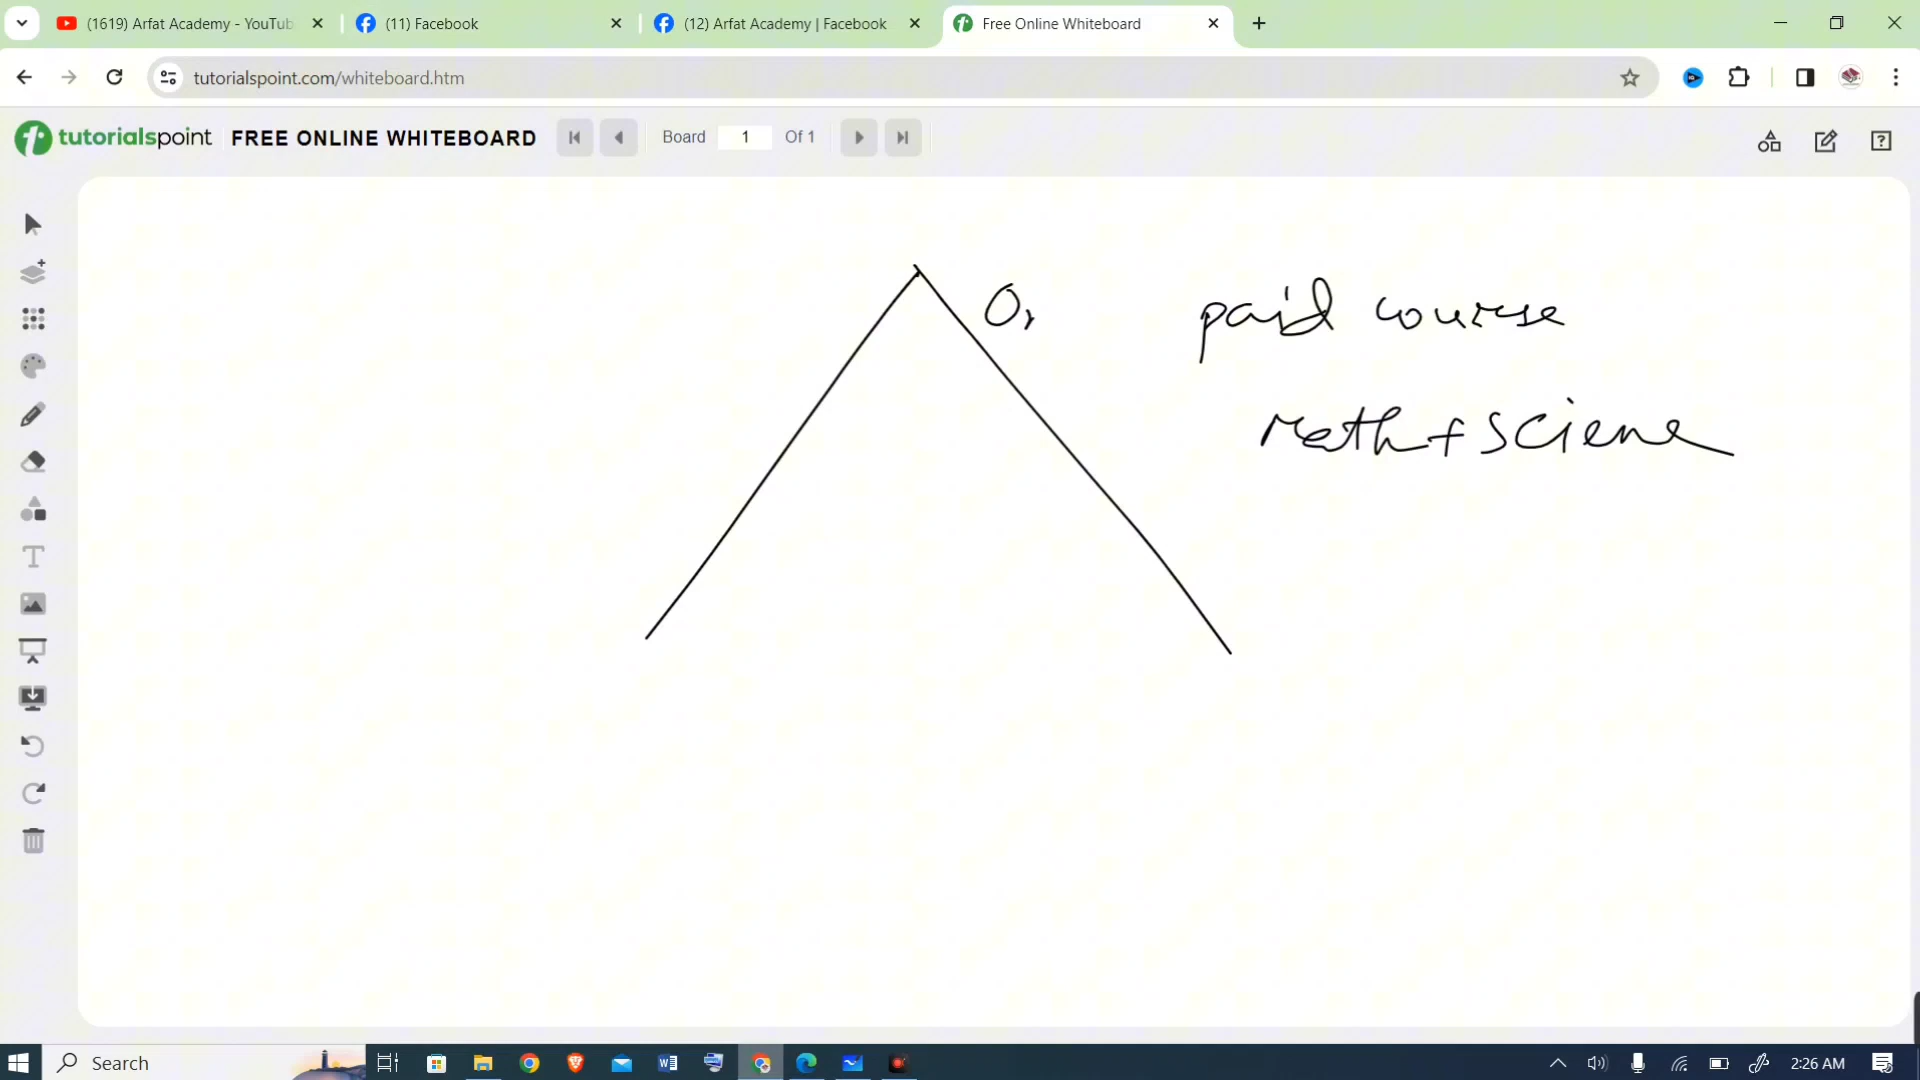 (1619) Arfat Academy - YouTub
(11) Facebook
(12) Arfat Academy | Facebook
Free Online Whiteboard
tutorialspoint.com/whiteboard.htm
tutorialspoint FREE ONLINE WHITEBOARD
Board 1 Of 1
paid course
Math + Scien
Search
2:26 AM